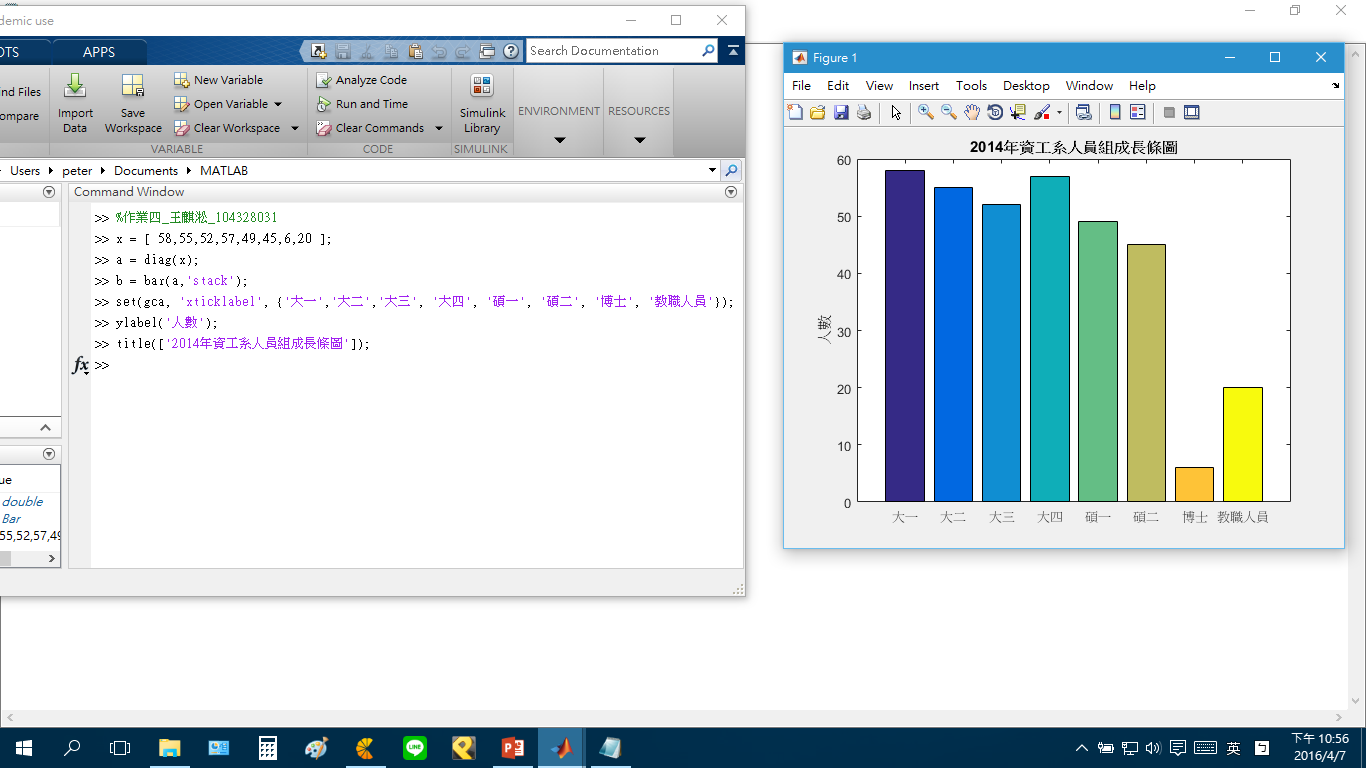 demic use
OTS
APPS
Search Documentation
ind Files
ompare
Import Data
Save Workspace
New Variable
Open Variable
Clear Workspace
VARIABLE
Analyze Code
Run and Time
Clear Commands
CODE
Simulink Library
SIMULINK
ENVIRONMENT
RESOURCES
Users
peter
Documents
MATLAB
Command Window
>> %作業四_王麒淞_104328031
>> x = [ 58,55,52,57,49,45,6,20 ];
>> a = diag(x);
>> b = bar(a,'stack');
>> set(gca, 'xticklabel', {'大一','大二','大三', '大四', '碩一', '碩二', '博士', '教職人員'});
>> ylabel('人數');
>> title(['2014年資工系人員組成長條圖']);
fx >>
ue
double
Bar
55,52,57,49
Figure 1
File Edit View Insert Tools Desktop Window Help
2014年資工系人員組成長條圖
60
50
40
30
20
10
0
人數
大一 大二 大三 大四 碩一 碩二 博士 教職人員
LINE
英
下午 10:56
2016/4/7